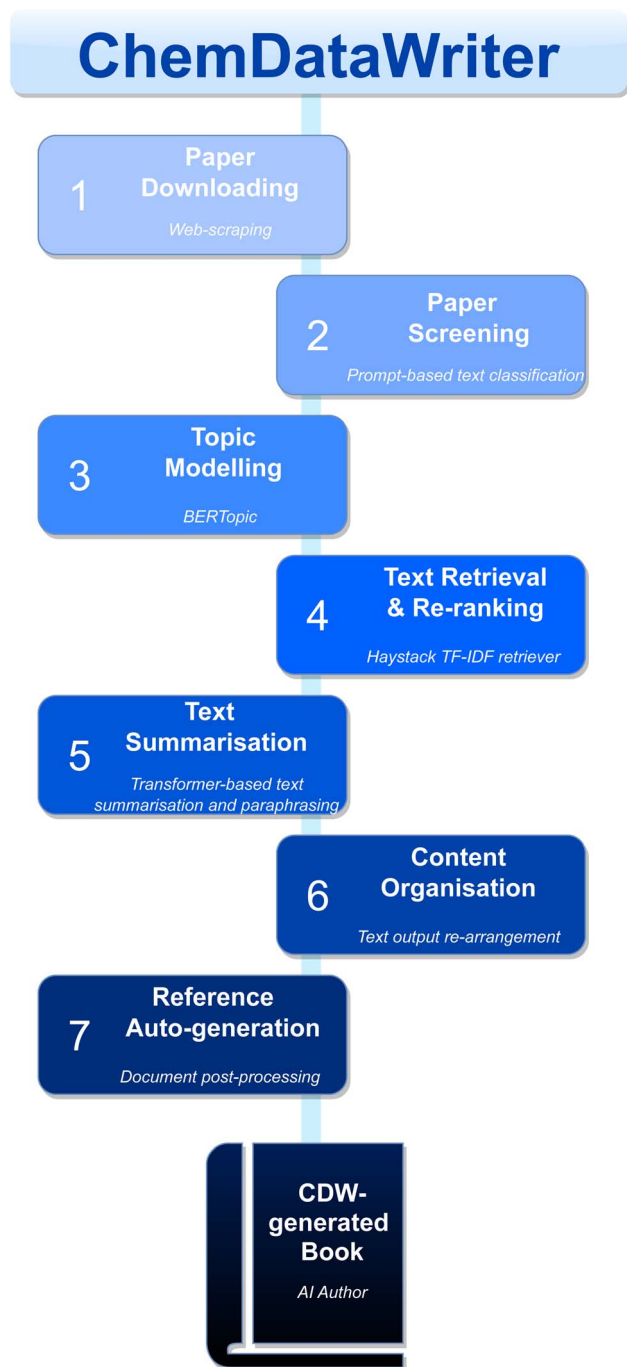 ChemDataWriter
1
Paper
Downloading
Web-scraping
2
Paper
Screening
Prompt-based text classification
3
Topic
Modelling
BERTopic
4
Text Retrieval
& Re-ranking
Haystack TF-IDF retriever
5
Text
Summarisation
Transformer-based text
summarisation and paraphrasing
6
Content
Organisation
Text output re-arrangement
7
Reference
Auto-generation
Document post-processing
CDW-
generated
Book
AI Author